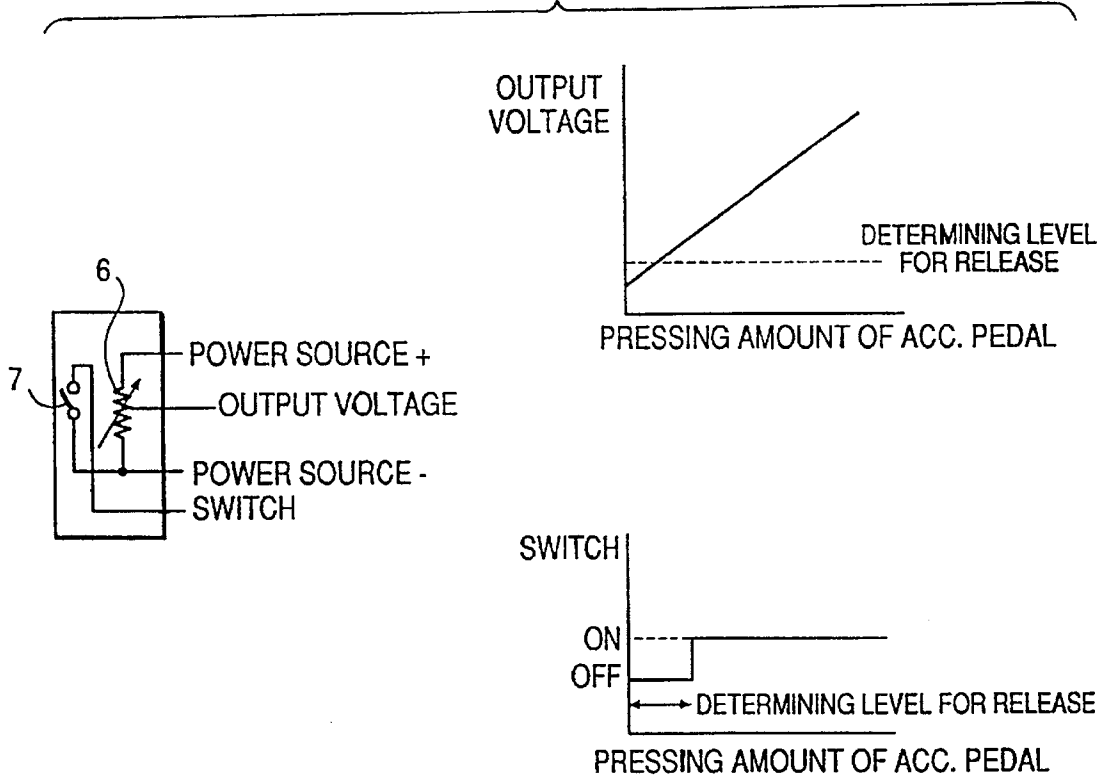 OUTPUT
VOLTAGE
DETERMINING LEVEL
FOR RELEASE
PRESSING AMOUNT OF ACC. PEDAL
6
7
POWER SOURCE +
OUTPUT VOLTAGE
POWER SOURCE -
SWITCH
SWITCH
ON
OFF
DETERMINING LEVEL FOR RELEASE
PRESSING AMOUNT OF ACC. PEDAL